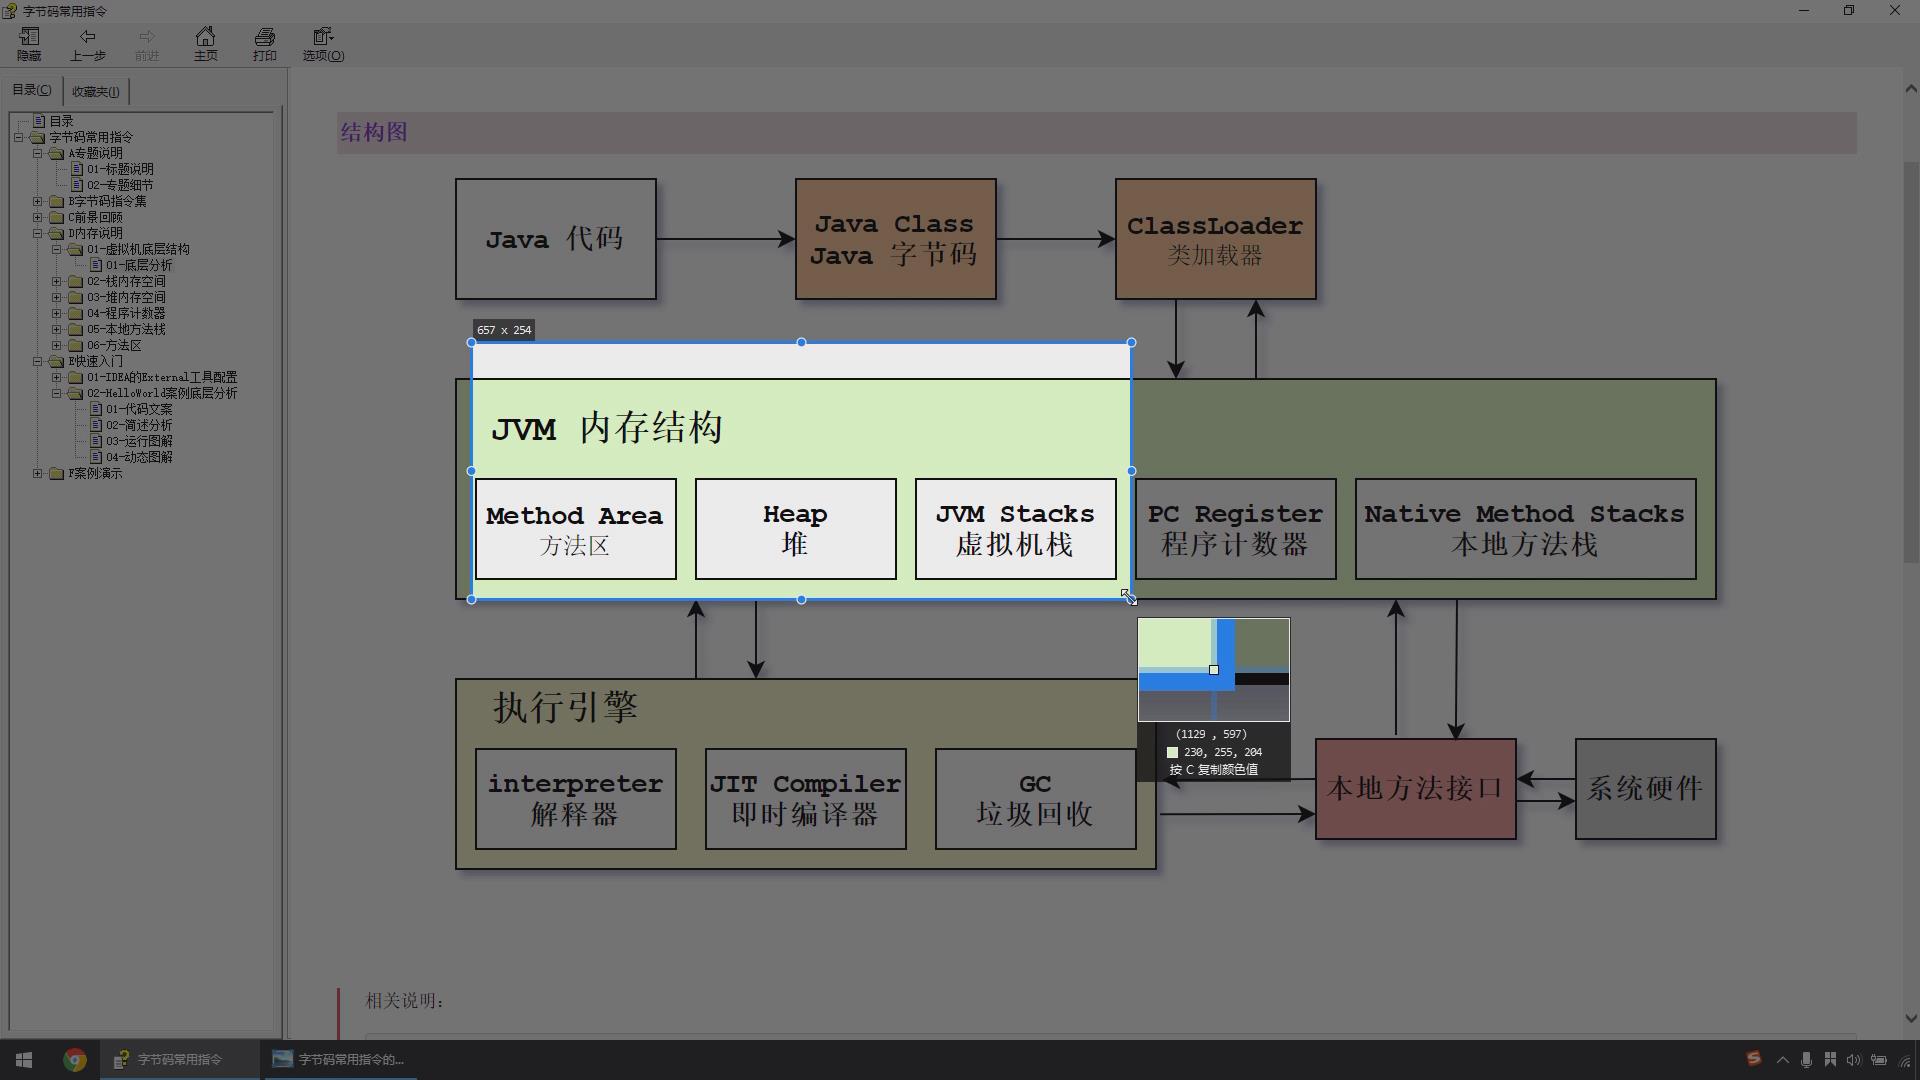 字节码常用指令
隐藏 上一步 前进 主页 打印 选项(O)
目录(C) 收藏夹(I)
目录
字节码常用指令
A专题说明
01-标题说明
02-专题细节
B字节码指令集
C前景回顾
D内存说明
01-虚拟机底层结构
01-底层分析
02-栈内存空间
03-堆内存空间
04-程序计数器
05-本地方法栈
06-方法区
E快速入门
01-IDEA的External工具配置
02-HelloWorld案例底层分析
01-代码文案
02-简述分析
03-运行图解
04-动态图解
F案例演示
结构图
Java 代码
Java Class
Java 字节码
ClassLoader
类加载器
657 x 254
JVM 内存结构
Method Area
方法区
Heap
堆
JVM Stacks
虚拟机栈
PC Register
程序计数器
Native Method Stacks
本地方法栈
执行引擎
interpreter
解释器
JIT Compiler
即时编译器
GC
垃圾回收
(1129 , 597)
230, 255, 204
按 C 复制颜色值
本地方法接口
系统硬件
相关说明：
字节码常用指令
字节码常用指令的...